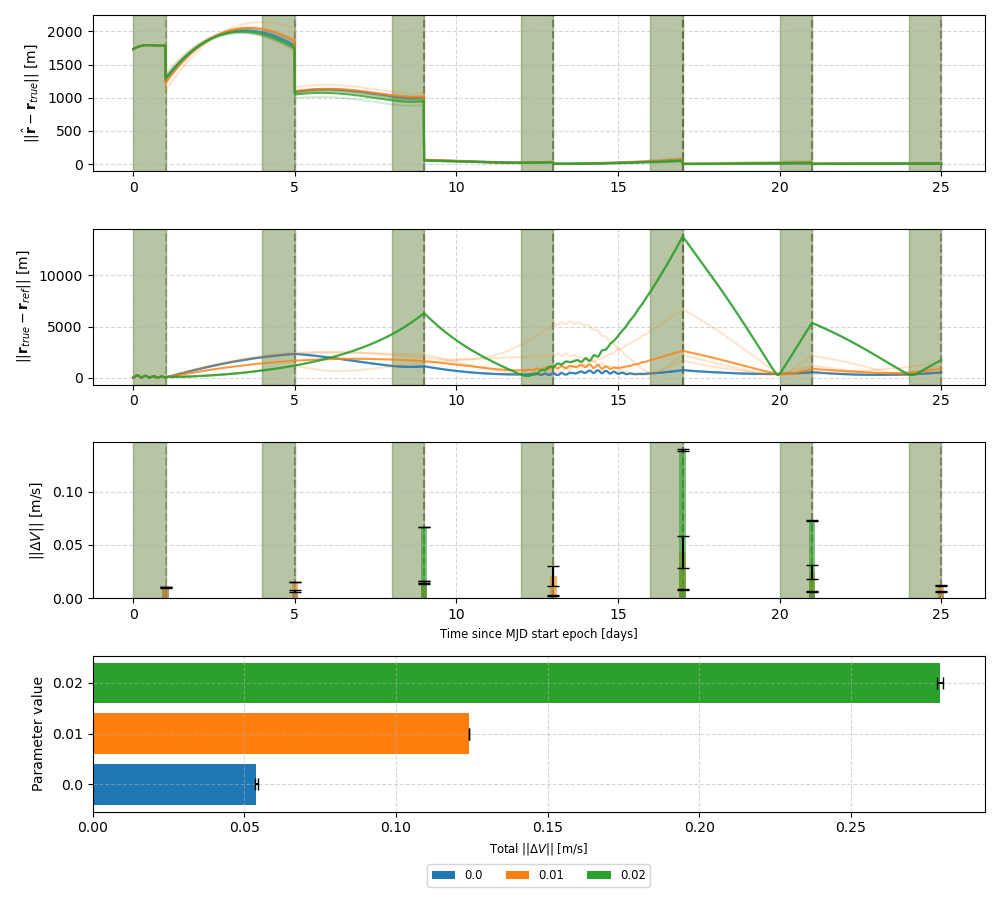 ||r̂ − r_true|| [m]
2000
1500
1000
500
0
0 5 10 15 20 25
||r_true − r_ref|| [m]
10000
5000
0
0 5 10 15 20 25
||ΔV|| [m/s]
0.10
0.05
0.00
0 5 10 15 20 25
Time since MJD start epoch [days]
Parameter value
0.02
0.01
0.0
0.00 0.05 0.10 0.15 0.20 0.25
Total ||ΔV|| [m/s]
0.0 0.01 0.02